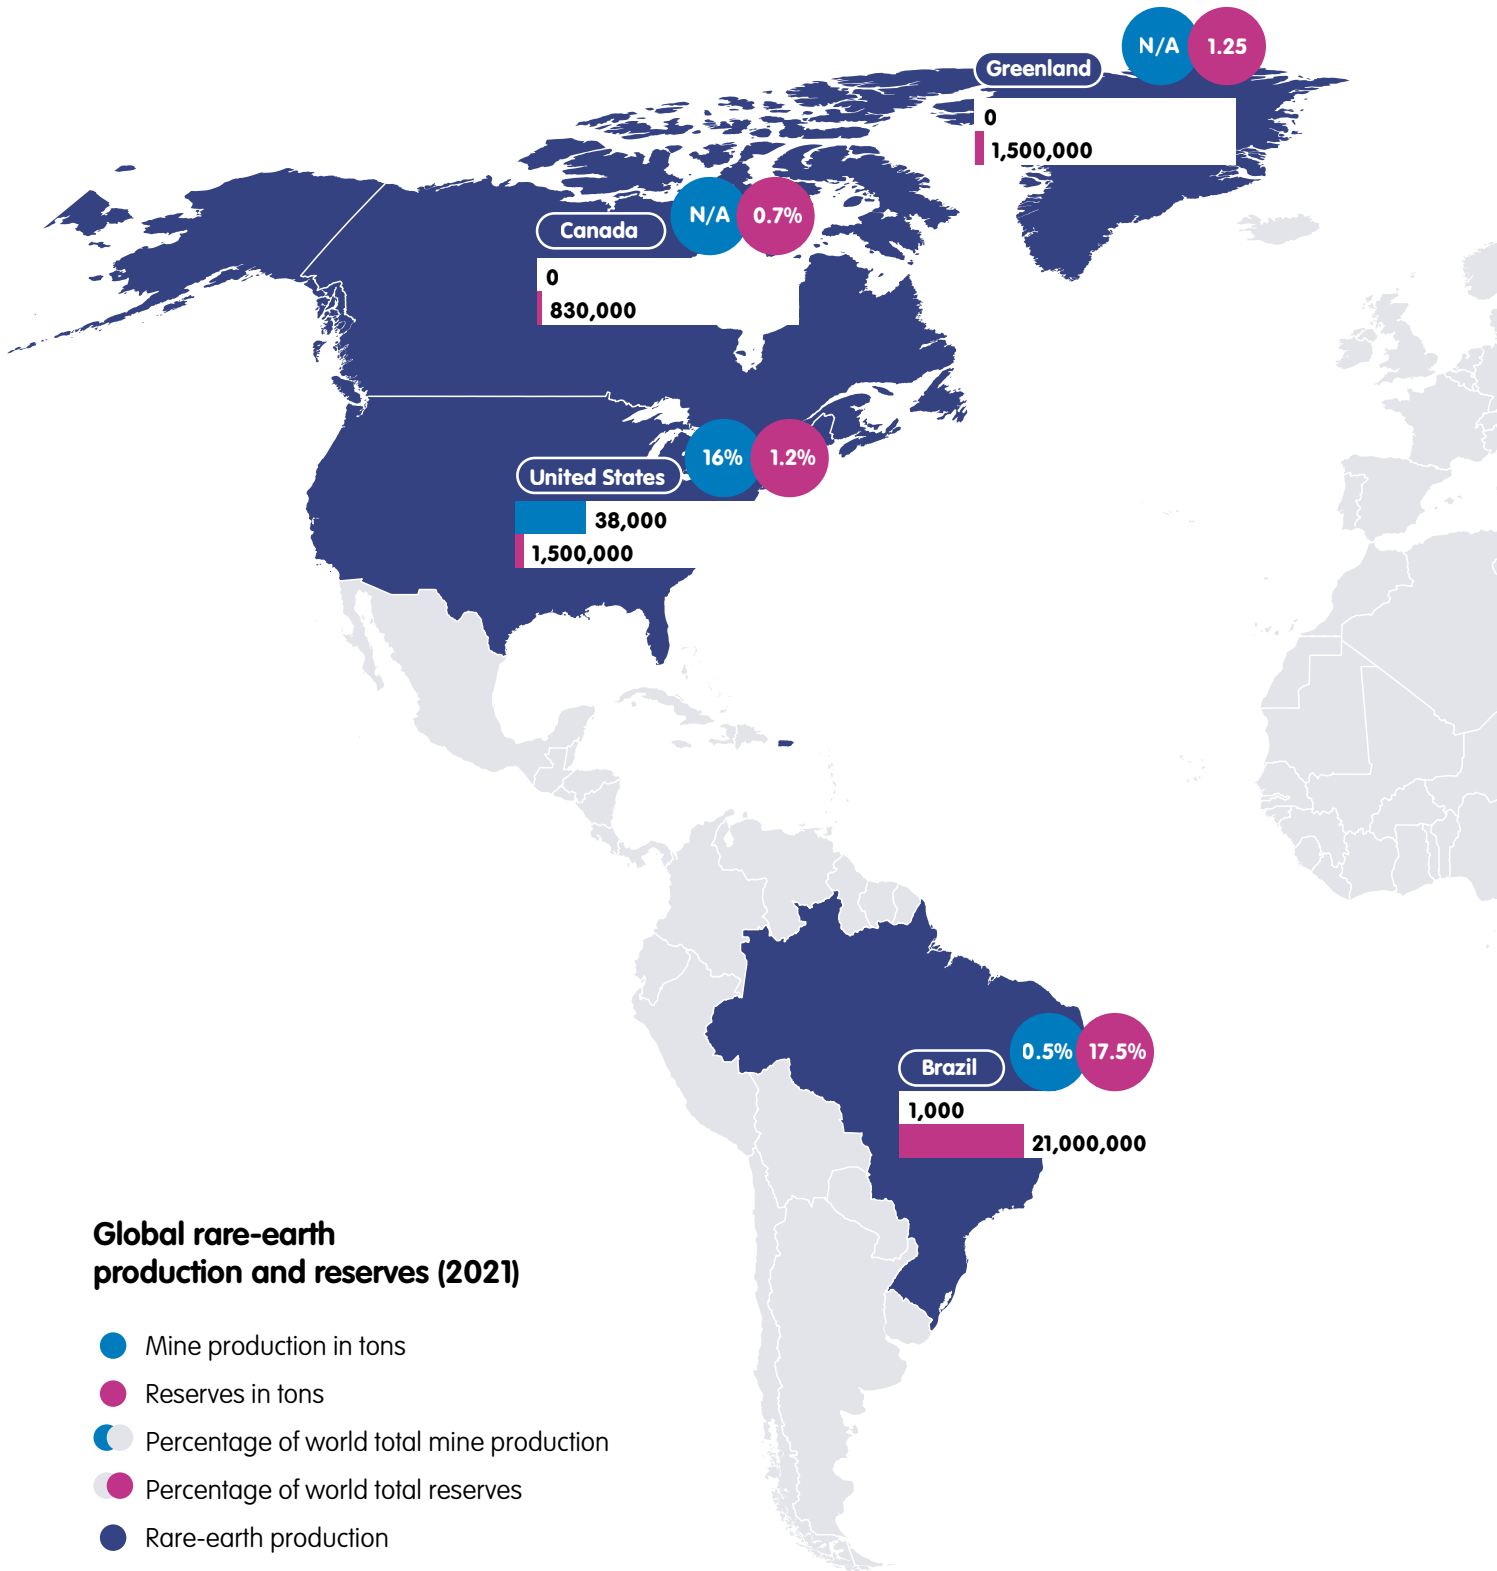 Greenland
N/A
1.25
0
1,500,000
Canada
N/A
0.7%
0
830,000
United States
16%
1.2%
38,000
1,500,000
Brazil
0.5%
17.5%
1,000
21,000,000
Global rare-earth
production and reserves (2021)
Mine production in tons
Reserves in tons
Percentage of world total mine production
Percentage of world total reserves
Rare-earth production